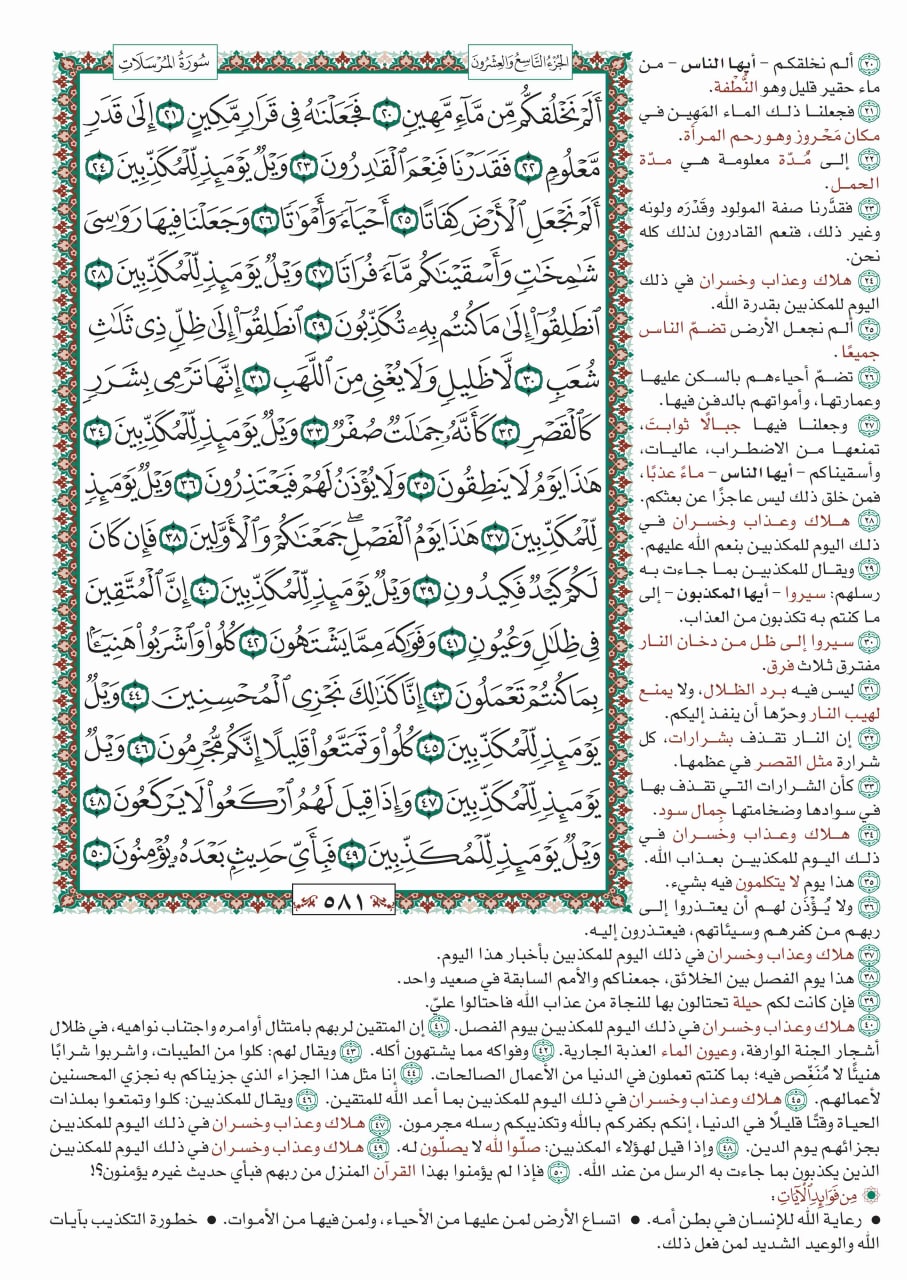 سُورَةُ المُرْسَلَاتِ
الجُزْءُ التَّاسِعُ وَالعِشْرُونَ
أَلَمْ نَخْلُقكُّم مِّن مَّآءٍ مَّهِينٍ ٢٠ فَجَعَلْنَٰهُ فِى قَرَارٍ مَّكِينٍ ٢١ إِلَىٰ قَدَرٍ
مَّعْلُومٍ ٢٢ فَقَدَرْنَا فَنِعْمَ ٱلْقَٰدِرُونَ ٢٣ وَيْلٌ يَوْمَئِذٍ لِّلْمُكَذِّبِينَ ٢٤
أَلَمْ نَجْعَلِ ٱلْأَرْضَ كِفَاتًا ٢٥ أَحْيَآءً وَأَمْوَٰتًا ٢٦ وَجَعَلْنَا فِيهَا رَوَٰسِىَ
شَٰمِخَٰتٍ وَأَسْقَيْنَٰكُم مَّآءً فُرَاتًا ٢٧ وَيْلٌ يَوْمَئِذٍ لِّلْمُكَذِّبِينَ ٢٨
ٱنطَلِقُوٓا۟ إِلَىٰ مَا كُنتُم بِهِۦ تُكَذِّبُونَ ٢٩ ٱنطَلِقُوٓا۟ إِلَىٰ ظِلٍّ ذِى ثَلَٰثِ
شُعَبٍ ٣٠ لَّا ظَلِيلٍ وَلَا يُغْنِى مِنَ ٱللَّهَبِ ٣١ إِنَّهَا تَرْمِى بِشَرَرٍ
كَٱلْقَصْرِ ٣٢ كَأَنَّهُۥ جِمَٰلَتٌ صُفْرٌ ٣٣ وَيْلٌ يَوْمَئِذٍ لِّلْمُكَذِّبِينَ ٣٤
هَٰذَا يَوْمُ لَا يَنطِقُونَ ٣٥ وَلَا يُؤْذَنُ لَهُمْ فَيَعْتَذِرُونَ ٣٦ وَيْلٌ يَوْمَئِذٍ
لِّلْمُكَذِّبِينَ ٣٧ هَٰذَا يَوْمُ ٱلْفَصْلِ ۖ جَمَعْنَٰكُمْ وَٱلْأَوَّلِينَ ٣٨ فَإِن كَانَ
لَكُمْ كَيْدٌ فَكِيدُونِ ٣٩ وَيْلٌ يَوْمَئِذٍ لِّلْمُكَذِّبِينَ ٤٠ إِنَّ ٱلْمُتَّقِينَ
فِى ظِلَٰلٍ وَعُيُونٍ ٤١ وَفَوَٰكِهَ مِمَّا يَشْتَهُونَ ٤٢ كُلُوا۟ وَٱشْرَبُوا۟ هَنِيٓـًٔۢا
بِمَا كُنتُمْ تَعْمَلُونَ ٤٣ إِنَّا كَذَٰلِكَ نَجْزِى ٱلْمُحْسِنِينَ ٤٤ وَيْلٌ
يَوْمَئِذٍ لِّلْمُكَذِّبِينَ ٤٥ كُلُوا۟ وَتَمَتَّعُوا۟ قَلِيلًا إِنَّكُم مُّجْرِمُونَ ٤٦ وَيْلٌ
يَوْمَئِذٍ لِّلْمُكَذِّبِينَ ٤٧ وَإِذَا قِيلَ لَهُمُ ٱرْكَعُوا۟ لَا يَرْكَعُونَ ٤٨
وَيْلٌ يَوْمَئِذٍ لِّلْمُكَذِّبِينَ ٤٩ فَبِأَىِّ حَدِيثٍۭ بَعْدَهُۥ يُؤْمِنُونَ ٥٠
٥٨١
٢٠ ألم نخلقكم – أيها الناس – من
ماء حقير قليل وهو النُّطْفة.
٢١ فجعلنا ذلك الماء المَهِين في
مكان مَحْروز وهو رحم المرأة.
٢٢ إلى مُدّة معلومة هي مدّة
الحمل.
٢٣ فقدَّرنا صفة المولود وقَدْرَه ولونه
وغير ذلك، فنعم القادرون لذلك كله
نحن.
٢٤ هلاك وعذاب وخسران في ذلك
اليوم للمكذبين بقدرة الله.
٢٥ ألم نجعل الأرض تضمّ الناس
جميعًا.
٢٦ تضمّ أحياءهم بالسكن عليها
وعمارتها، وأمواتهم بالدفن فيها.
٢٧ وجعلنا فيها جبالًا ثوابتَ،
تمنعها من الاضطراب، عاليات،
وأسقيناكم – أيها الناس – ماءً عذبًا،
فمن خلق ذلك ليس عاجزًا عن بعثكم.
٢٨ هلاك وعذاب وخسران في
ذلك اليوم للمكذبين بنعم الله عليهم.
٢٩ ويقال للمكذبين بما جاءت به
رسلهم: سيروا – أيها المكذبون – إلى
ما كنتم به تكذبون من العذاب.
٣٠ سيروا إلى ظل من دخان النار
مفترق ثلاث فرق.
٣١ ليس فيه برد الظلال، ولا يمنع
لهيب النار وحرّها أن ينفذ إليكم.
٣٢ إن النار تقذف بشرارات، كل
شرارة مثل القصر في عظمها.
٣٣ كأن الشرارات التي تقذف بها
في سوادها وضخامتها جِمال سود.
٣٤ هلاك وعذاب وخسران في
ذلك اليوم للمكذبين بعذاب الله.
٣٥ هذا يوم لا يتكلمون فيه بشيء.
٣٦ ولا يُؤْذَن لهم أن يعتذروا إلى
ربهم من كفرهم وسيئاتهم، فيعتذرون إليه.
٣٧ هلاك وعذاب وخسران في ذلك اليوم للمكذبين بأخبار هذا اليوم.
٣٨ هذا يوم الفصل بين الخلائق، جمعناكم والأمم السابقة في صعيد واحد.
٣٩ فإن كانت لكم حيلة تحتالون بها للنجاة من عذاب الله فاحتالوا عليّ.
٤٠ هلاك وعذاب وخسران في ذلك اليوم للمكذبين بيوم الفصل. ٤١ إن المتقين لربهم بامتثال أوامره واجتناب نواهيه، في ظلال
أشجار الجنة الوارفة، وعيون الماء العذبة الجارية. ٤٢ وفواكه مما يشتهون أكله. ٤٣ ويقال لهم: كلوا من الطيبات، واشربوا شرابًا
هنيئًا لا مُنَغِّص فيه؛ بما كنتم تعملون في الدنيا من الأعمال الصالحات. ٤٤ إنا مثل هذا الجزاء الذي جزيناكم به نجزي المحسنين
لأعمالهم. ٤٥ هلاك وعذاب وخسران في ذلك اليوم للمكذبين بما أعد الله للمتقين. ٤٦ ويقال للمكذبين: كلوا وتمتعوا بملذات
الحياة وقتًا قليلًا في الدنيا، إنكم بكفركم بالله وتكذيبكم رسله مجرمون. ٤٧ هلاك وعذاب وخسران في ذلك اليوم للمكذبين
بجزائهم يوم الدين. ٤٨ وإذا قيل لهؤلاء المكذبين: صلّوا لله لا يصلّون له. ٤٩ هلاك وعذاب وخسران في ذلك اليوم للمكذبين
الذين يكذبون بما جاءت به الرسل من عند الله. ٥٠ فإذا لم يؤمنوا بهذا القرآن المنزل من ربهم فبأي حديث غيره يؤمنون؟!
مِن فَوَائِدِ الْآيَاتِ:
• رعاية الله للإنسان في بطن أمه. • اتساع الأرض لمن عليها من الأحياء، ولمن فيها من الأموات. • خطورة التكذيب بآيات
الله والوعيد الشديد لمن فعل ذلك.